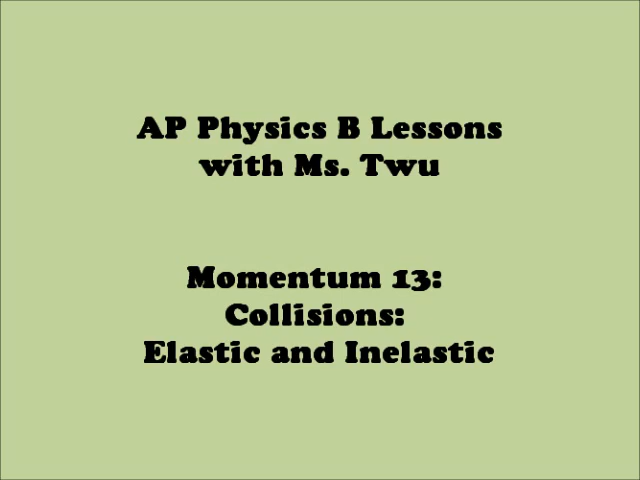 AP Physics B Lessons
with Ms. Twu
Momentum 13:
Collisions:
Elastic and Inelastic